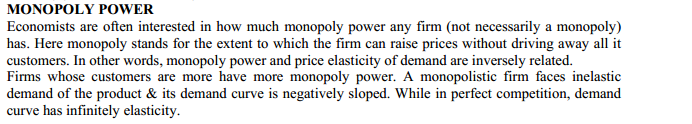 MONOPOLY POWER
Economists are often interested in how much monopoly power any firm (not necessarily a monopoly)
has. Here monopoly stands for the extent to which the firm can raise prices without driving away all it
customers. In other words, monopoly power and price elasticity of demand are inversely related.
Firms whose customers are more have more monopoly power. A monopolistic firm faces inelastic
demand of the product & its demand curve is negatively sloped. While in perfect competition, demand
curve has infinitely elasticity.